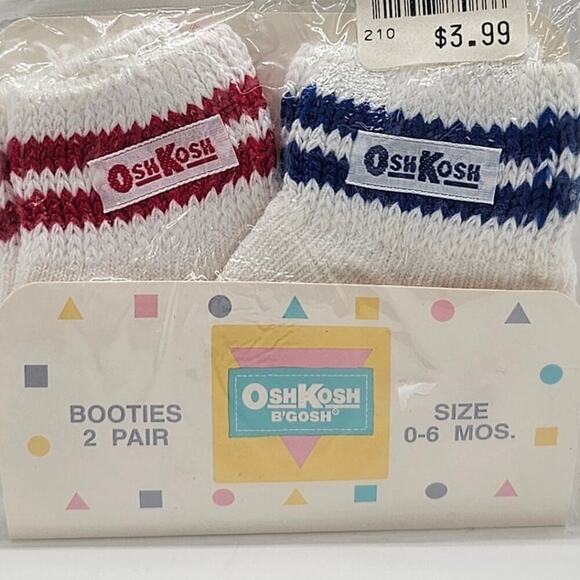 210 $3.99
OSHKOSH
OSHKOSH
OSHKOSH
B'GOSH®
BOOTIES
2 PAIR
SIZE
0-6 MOS.